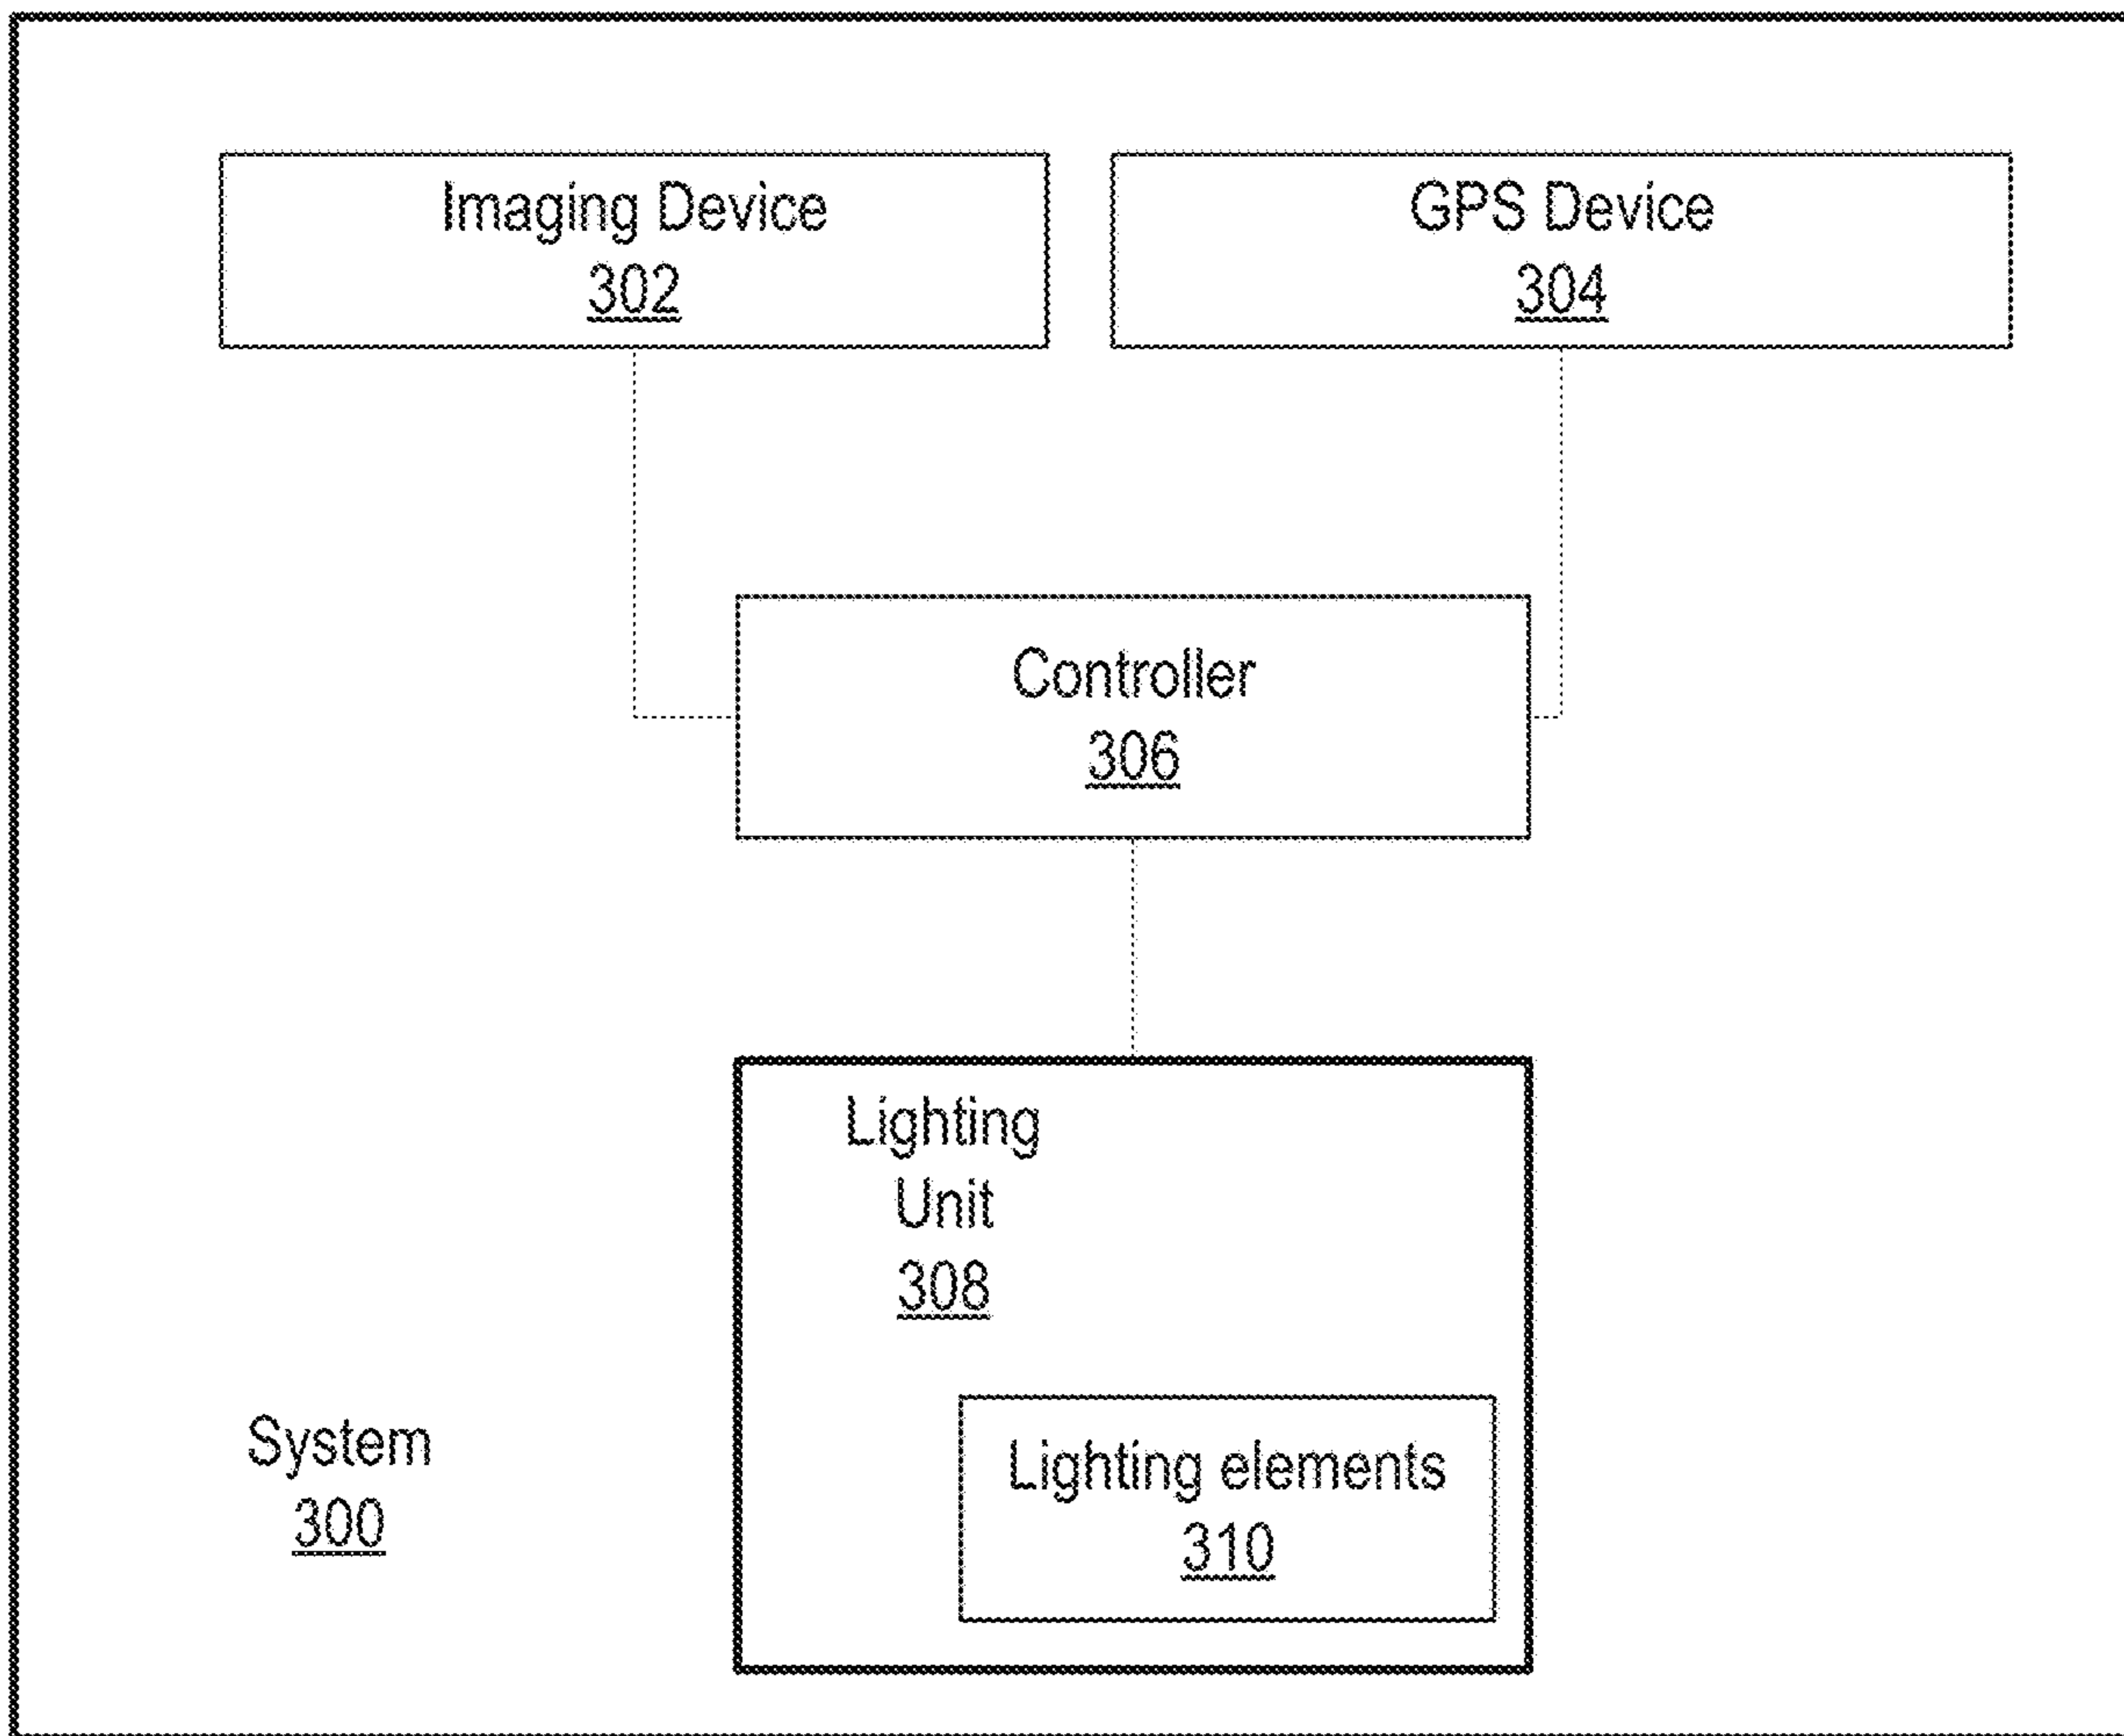 Imaging Device
302
GPS Device
304
Controller
306
Lighting
Unit
308
Lighting elements
310
System
300